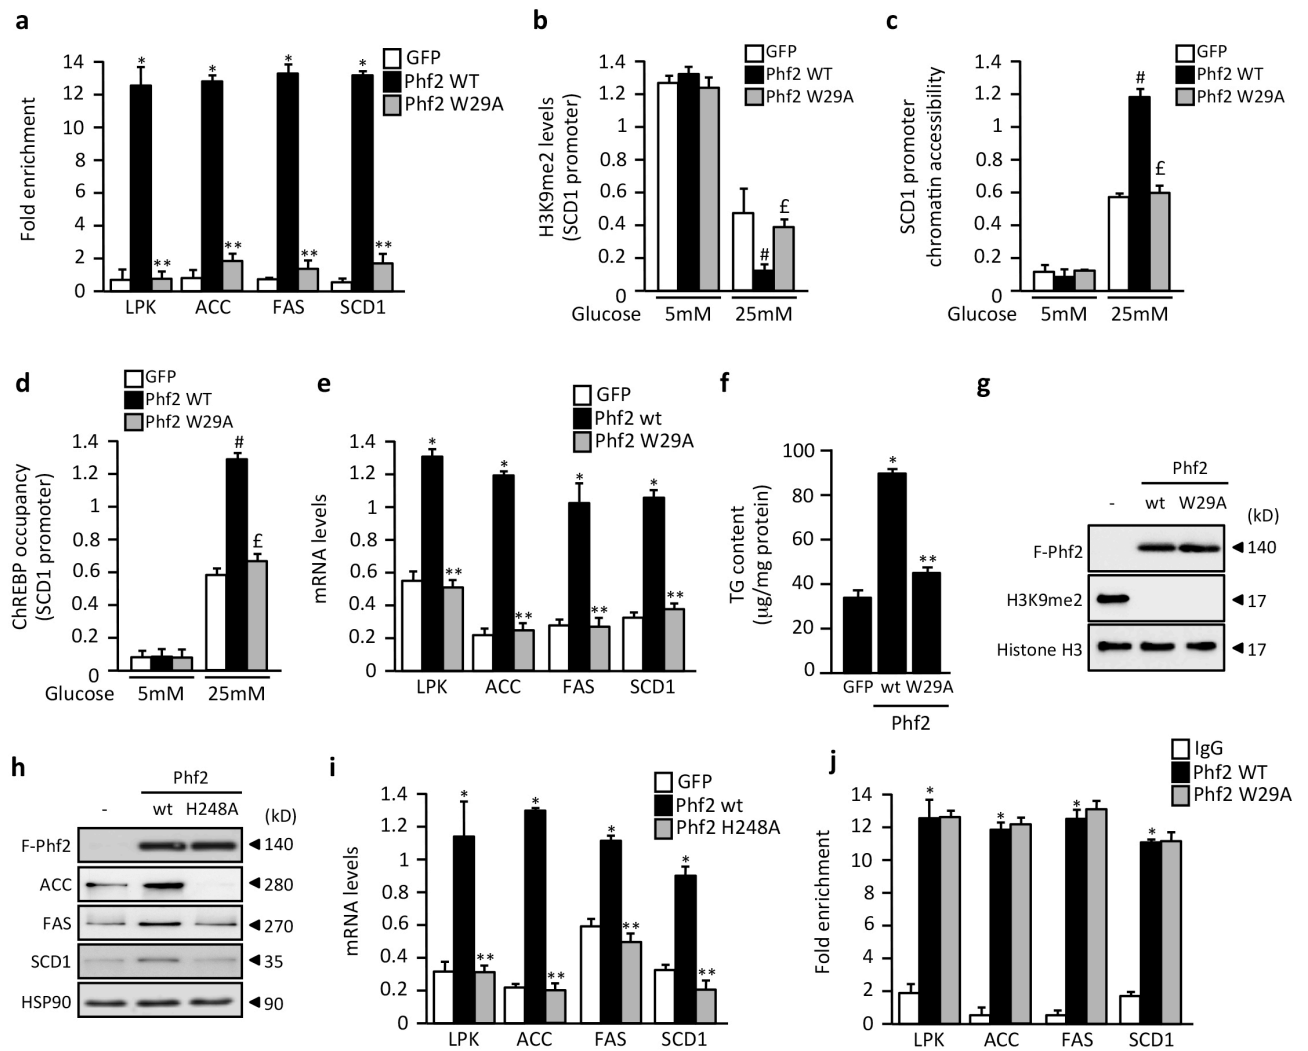 a
GFP
Phf2 WT
Phf2 W29A
Fold enrichment
14
12
10
8
6
4
2
0
* * * *
** ** ** **
LPK ACC FAS SCD1
b
GFP
Phf2 WT
Phf2 W29A
H3K9me2 levels
(SCD1 promoter)
1.4
1.2
1
0.8
0.6
0.4
0.2
0
# £
Glucose 5mM 25mM
c
GFP
Phf2 WT
Phf2 W29A
SCD1 promoter
chromatin accessibility
1.4
1.2
1
0.8
0.6
0.4
0.2
0
# £
Glucose 5mM 25mM
d
GFP
Phf2 WT
Phf2 W29A
ChREBP occupancy
(SCD1 promoter)
1.4
1.2
1
0.8
0.6
0.4
0.2
0
# £
Glucose 5mM 25mM
e
GFP
Phf2 wt
Phf2 W29A
mRNA levels
1.4
1.2
1
0.8
0.6
0.4
0.2
0
* * * *
** ** ** **
LPK ACC FAS SCD1
f
TG content
(µg/mg protein)
100
80
60
40
20
0
* **
GFP wt W29A
Phf2
g
Phf2
- wt W29A (kD)
F-Phf2 140
H3K9me2 17
Histone H3 17
h
Phf2
- wt H248A (kD)
F-Phf2 140
ACC 280
FAS 270
SCD1 35
HSP90 90
i
GFP
Phf2 wt
Phf2 H248A
mRNA levels
1.4
1.2
1
0.8
0.6
0.4
0.2
0
* * * *
** ** ** **
LPK ACC FAS SCD1
j
IgG
Phf2 WT
Phf2 W29A
Fold enrichment
14
12
10
8
6
4
2
0
* * * *
LPK ACC FAS SCD1